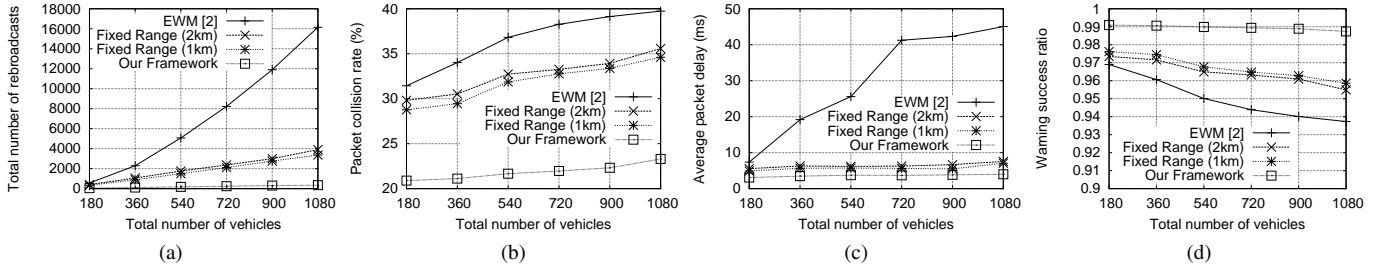 Total number of rebroadcasts
18000
16000
14000
12000
10000
8000
6000
4000
2000
0
EWM [2]
Fixed Range (2km)
Fixed Range (1km)
Our Framework
180 360 540 720 900 1080
Total number of vehicles
(a)
Packet collision rate (%)
40
35
30
25
20
EWM [2]
Fixed Range (2km)
Fixed Range (1km)
Our Framework
180 360 540 720 900 1080
Total number of vehicles
(b)
Average packet delay (ms)
50
40
30
20
10
0
EWM [2]
Fixed Range (2km)
Fixed Range (1km)
Our Framework
180 360 540 720 900 1080
Total number of vehicles
(c)
Warning success ratio
1
0.99
0.98
0.97
0.96
0.95
0.94
0.93
0.92
0.91
0.9
EWM [2]
Fixed Range (2km)
Fixed Range (1km)
Our Framework
180 360 540 720 900 1080
Total number of vehicles
(d)